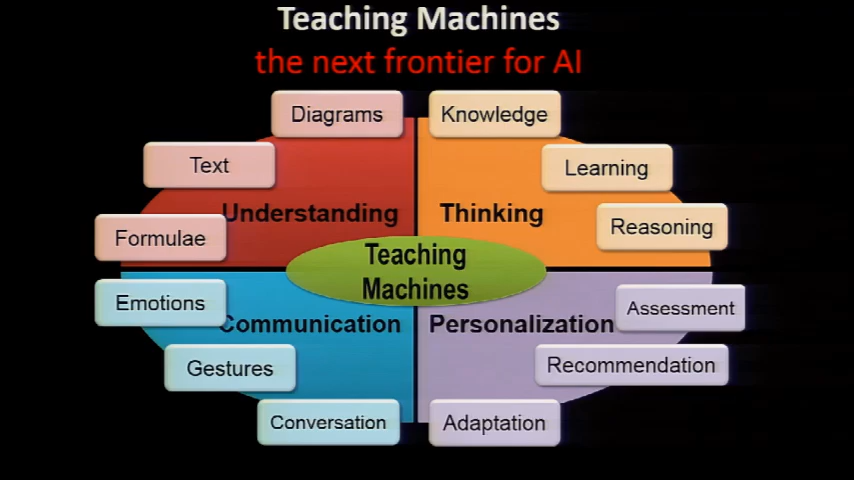 Teaching Machines
the next frontier for AI
Diagrams
Knowledge
Text
Learning
Understanding
Thinking
Formulae
Reasoning
Teaching
Machines
Emotions
Assessment
Communication
Personalization
Gestures
Recommendation
Conversation
Adaptation